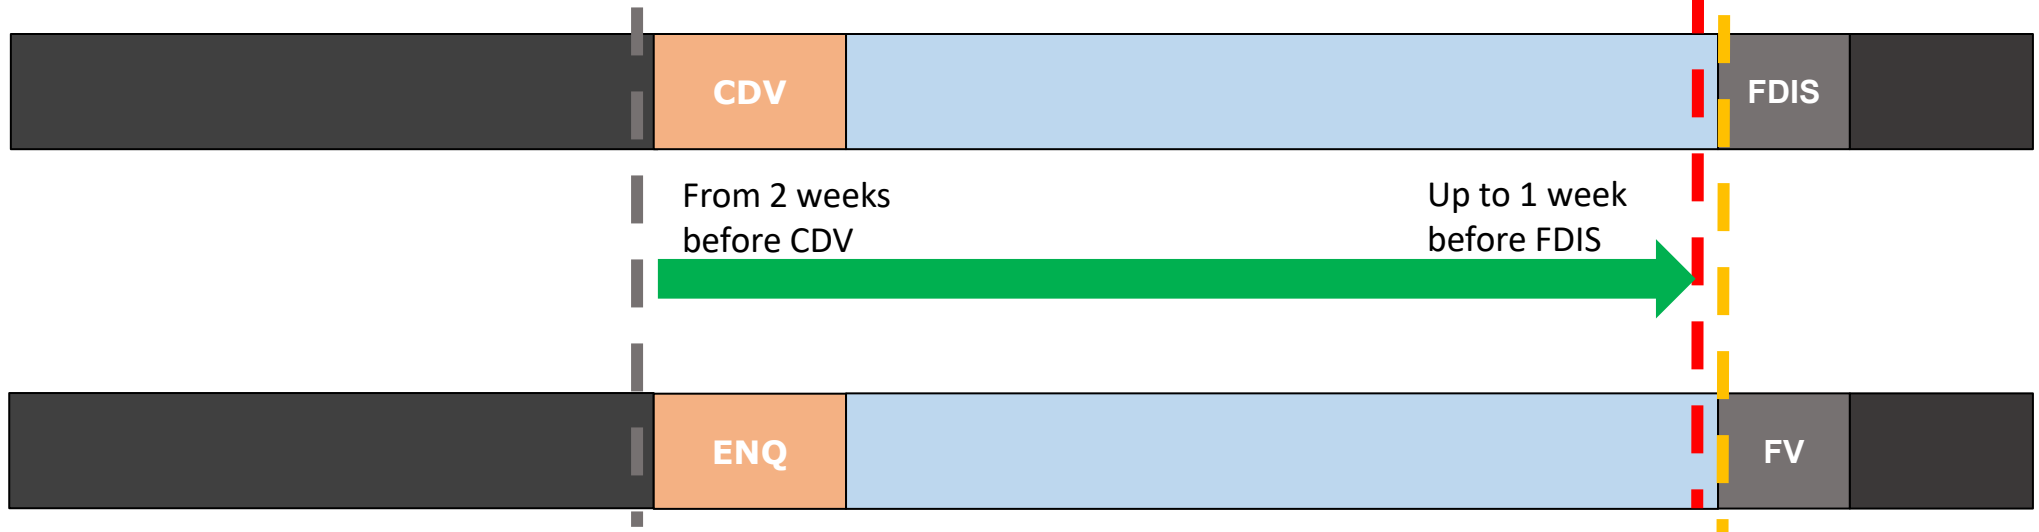 CDV
FDIS
From 2 weeks
before CDV
Up to 1 week
before FDIS
ENQ
FV